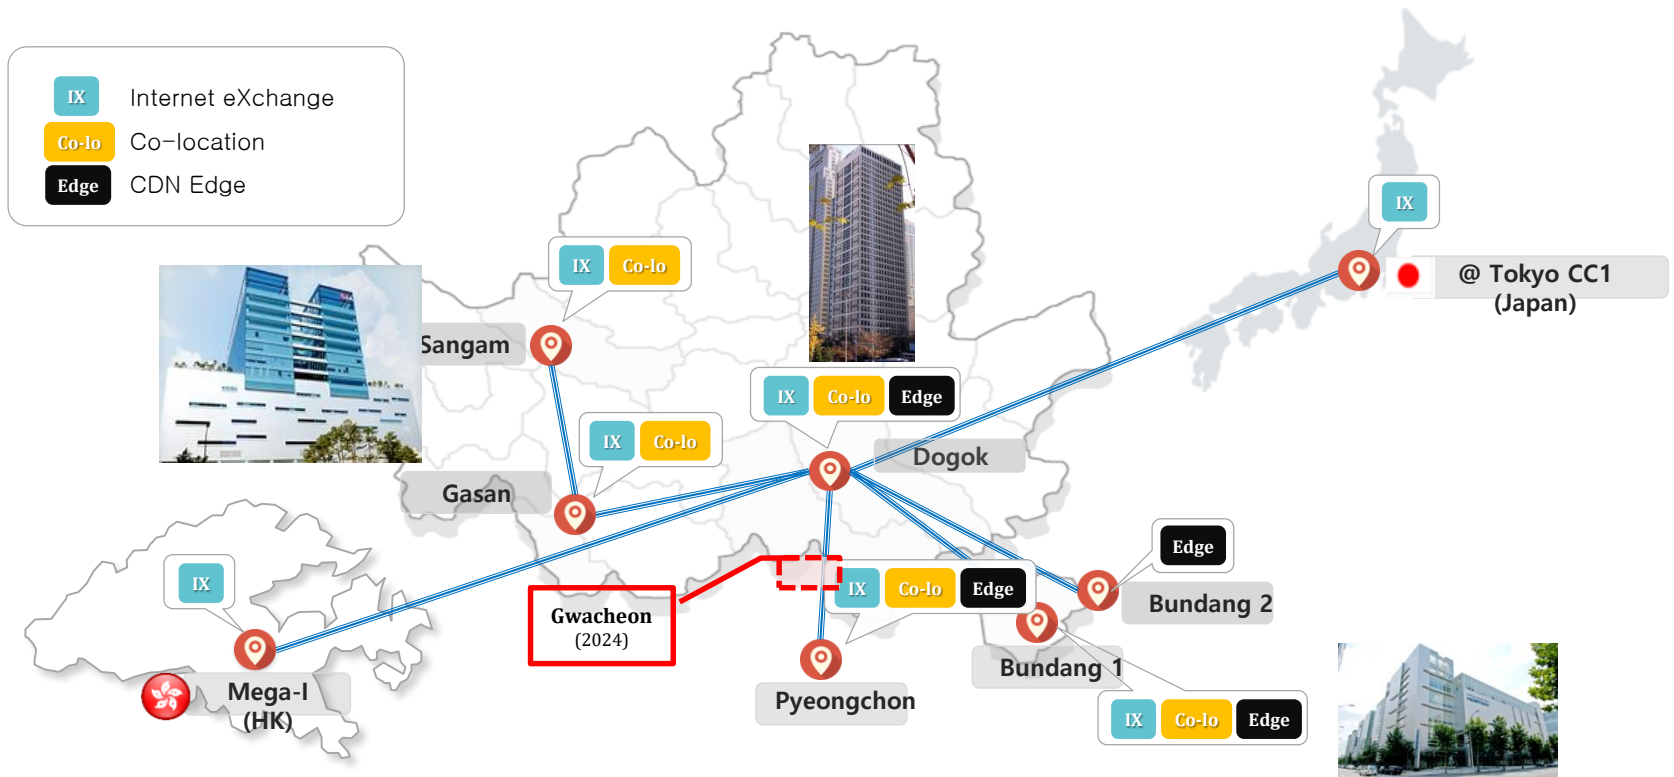 IX Internet eXchange
Co-lo Co-location
Edge CDN Edge
IX
@ Tokyo CC1
(Japan)
IX Co-lo
Sangam
IX Co-lo Edge
Dogok
IX Co-lo
Gasan
Edge
Bundang 2
IX
Mega-I
(HK)
Gwacheon
(2024)
IX Co-lo Edge
Pyeongchon
Bundang 1
IX Co-lo Edge